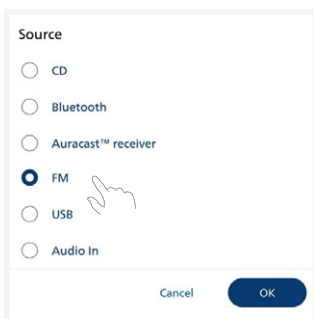 Source
CD
Bluetooth
Auracast™ receiver
FM
USB
Audio In
Cancel OK